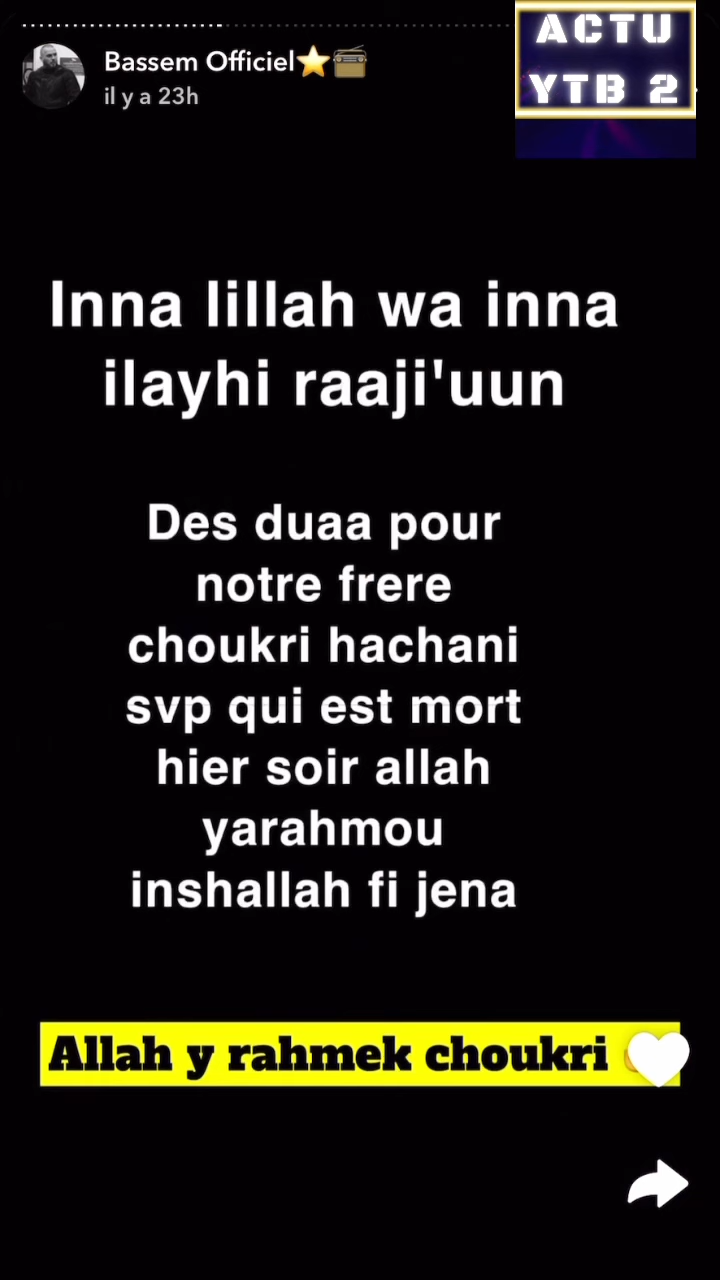 Bassem Officiel⭐📻
il y a 23h
ACTU
YTB 2
Inna lillah wa inna
ilayhi raaji'uun
Des duaa pour
notre frere
choukri hachani
svp qui est mort
hier soir allah
yarahmou
inshallah fi jena
Allah y rahmek choukri